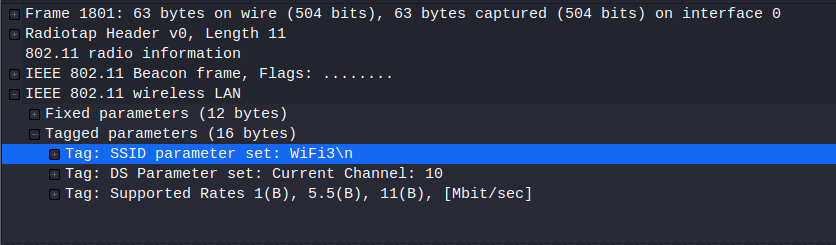 Frame 1801: 63 bytes on wire (504 bits), 63 bytes captured (504 bits) on interface 0
Radiotap Header v0, Length 11
802.11 radio information
IEEE 802.11 Beacon frame, Flags: ........
IEEE 802.11 wireless LAN
Fixed parameters (12 bytes)
Tagged parameters (16 bytes)
Tag: SSID parameter set: WiFi3\n
Tag: DS Parameter set: Current Channel: 10
Tag: Supported Rates 1(B), 5.5(B), 11(B), [Mbit/sec]